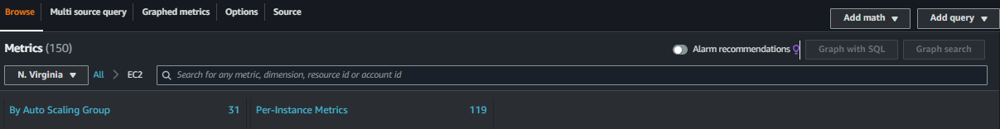 Browse Multi source query Graphed metrics Options Source
Add math Add query
Metrics (150)
Alarm recommendations Graph with SQL Graph search
N. Virginia All EC2 Search for any metric, dimension, resource id or account id
By Auto Scaling Group 31 Per-Instance Metrics 119